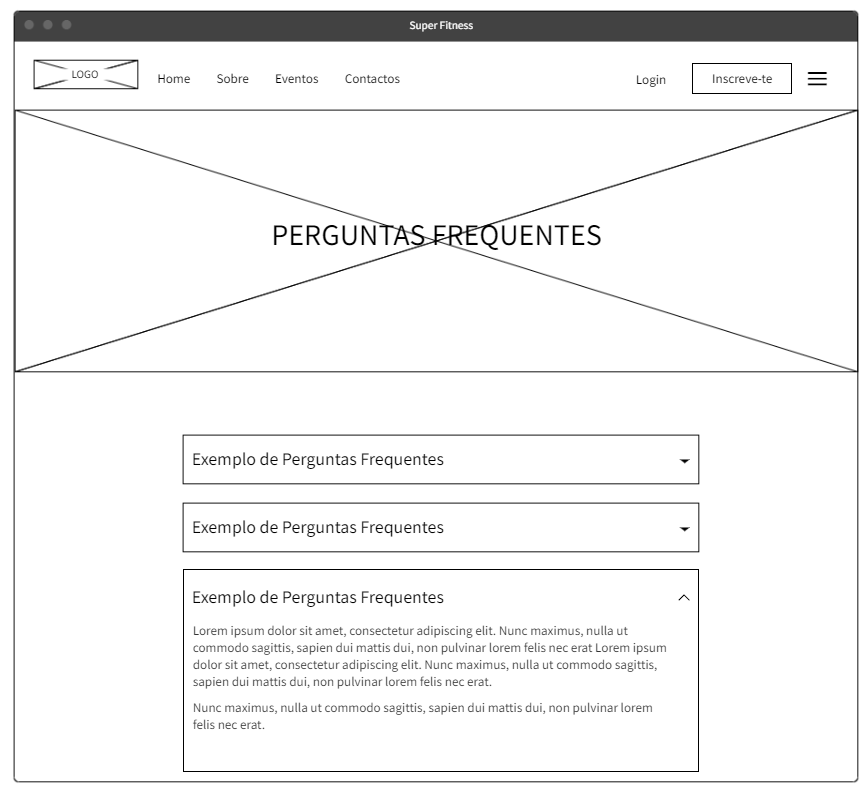 Super Fitness
LOGO
Home Sobre Eventos Contactos Login Inscreve-te
PERGUNTAS FREQUENTES
Exemplo de Perguntas Frequentes
Exemplo de Perguntas Frequentes
Exemplo de Perguntas Frequentes
Lorem ipsum dolor sit amet, consectetur adipiscing elit. Nunc maximus, nulla ut
commodo sagittis, sapien dui mattis dui, non pulvinar lorem felis nec erat Lorem ipsum
dolor sit amet, consectetur adipiscing elit. Nunc maximus, nulla ut commodo sagittis,
sapien dui mattis dui, non pulvinar lorem felis nec erat.
Nunc maximus, nulla ut commodo sagittis, sapien dui mattis dui, non pulvinar lorem
felis nec erat.